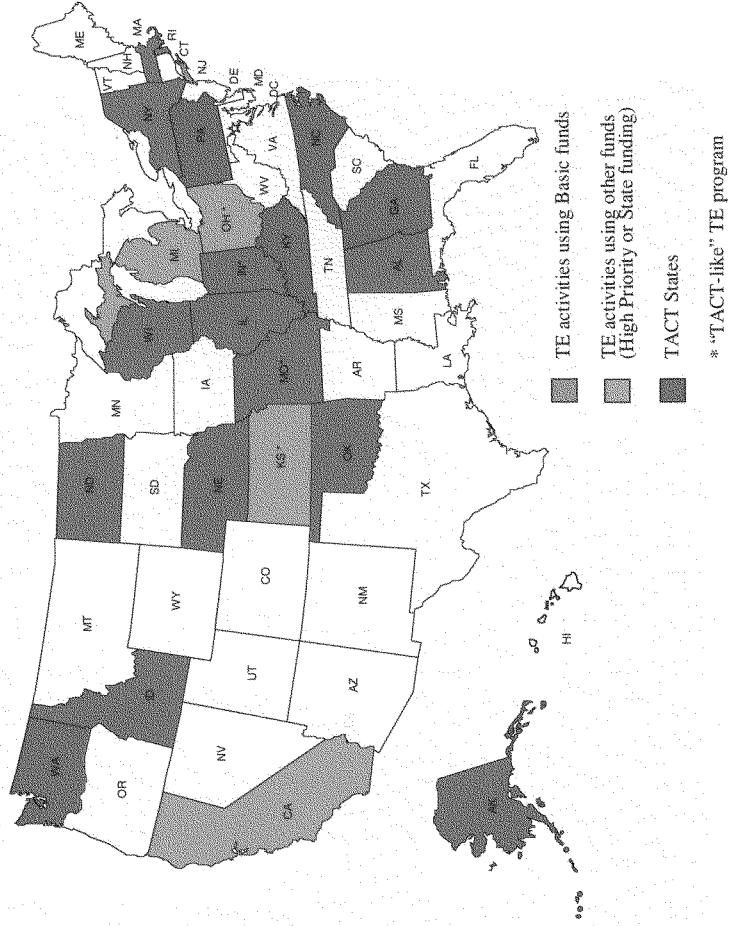 WA
OR
CA
NV
ID
MT
WY
UT
AZ
CO
NM
ND
SD
NE
KS*
OK
TX
MN
IA
MO*
AR
LA
WI
IL
MS
MI
IN*
OH*
KY
TN
AL
GA
FL
SC
NC
VA
WV
PA
NY
VT
NH
ME
MA
RI
CT
NJ
DE
MD
DC
AK
HI
TE activities using Basic funds
TE activities using other funds
(High Priority or State funding)
TACT States
* “TACT-like” TE program